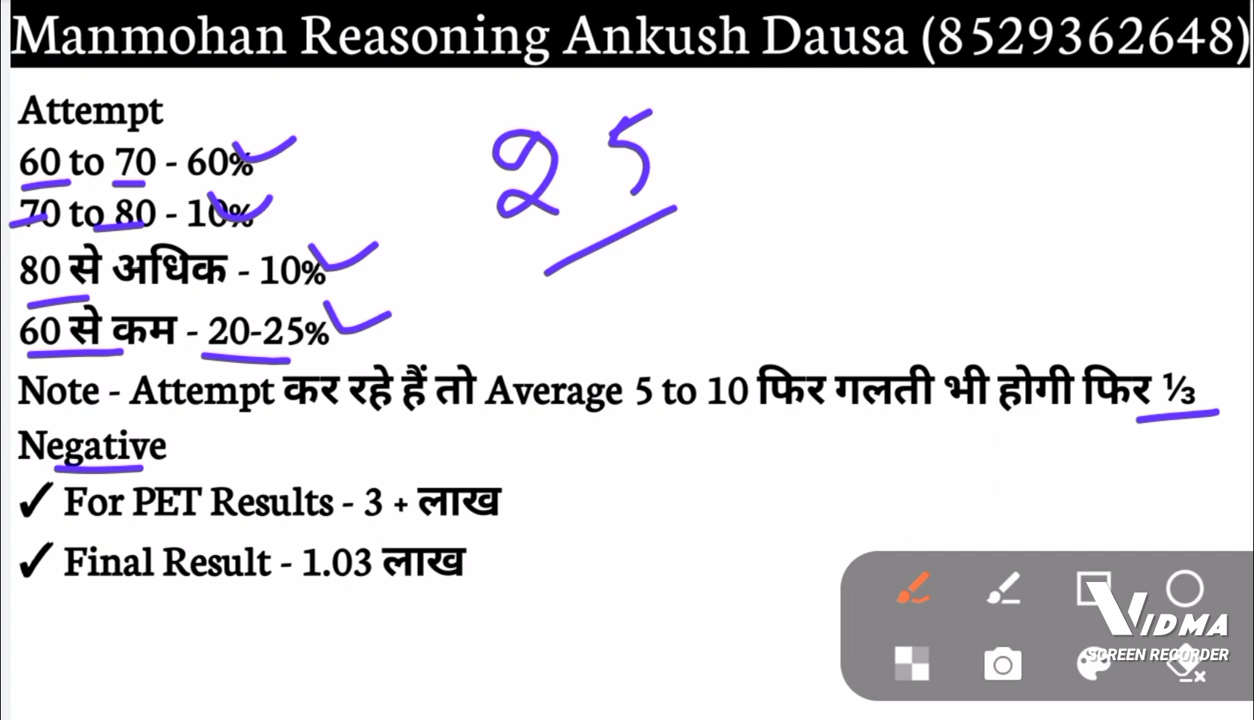 Manmohan Reasoning Ankush Dausa (8529362648)
Attempt
60 to 70 - 60%
25
70 to 80 - 10%
80 से अधिक - 10%
60 से कम - 20-25%
Note - Attempt कर रहे हैं तो Average 5 to 10 फिर गलती भी होगी फिर ⅓
Negative
✓ For PET Results - 3 + लाख
✓ Final Result - 1.03 लाख
VIDMA
SCREEN RECORDER